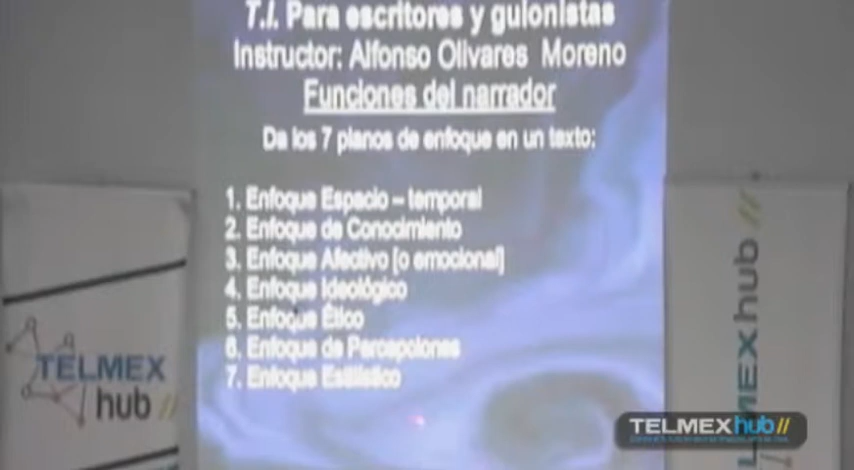 T.I. Para escritores y guionistas
Instructor: Alfonso Olivares Moreno
Funciones del narrador
Da los 7 planos de enfoque en un texto:
1. Enfoque Espacio – temporal
2. Enfoque de Conocimiento
3. Enfoque Afectivo [o emocional]
4. Enfoque Ideológico
5. Enfoque Ético
6. Enfoque de Percepciones
7. Enfoque Estilístico
TELMEX
hub //
TELMEX hub //
TELMEX hub //